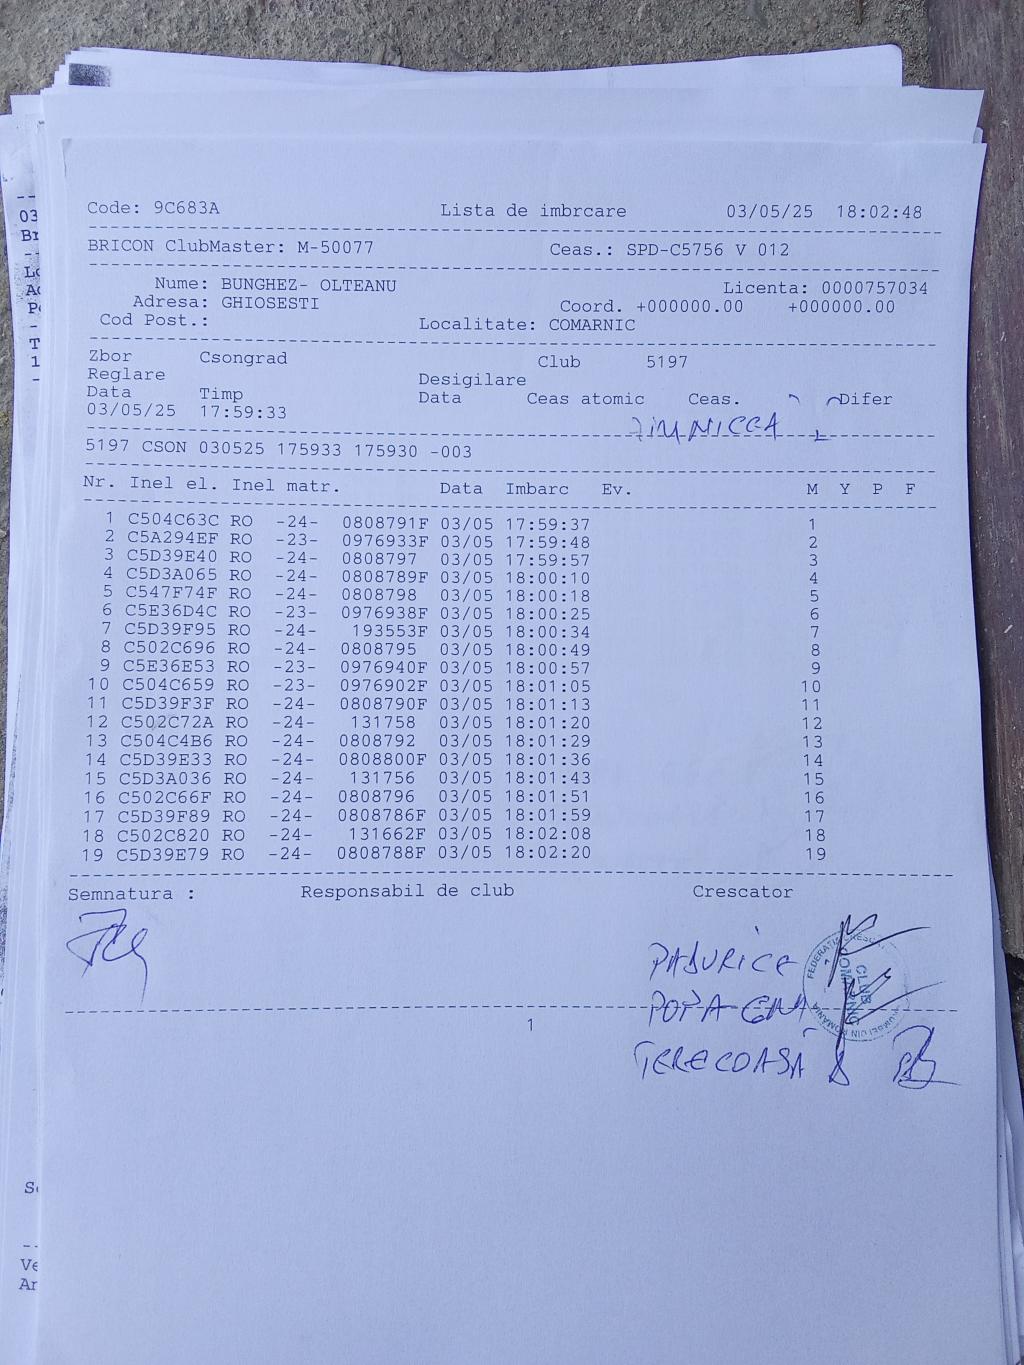 Code: 9C683A Lista de imbrcare 03/05/25 18:02:48
BRICON ClubMaster: M-50077 Ceas.: SPD-C5756 V 012
Nume: BUNGHEZ- OLTEANU Licenta: 0000757034
Adresa: GHIOSESTI Coord. +000000.00 +000000.00
Cod Post.: Localitate: COMARNIC
Zbor Csongrad Club 5197
Reglare Desigilare
Data Timp Data Ceas atomic Ceas. Difer
03/05/25 17:59:33
ZIMNICEA
5197 CSON 030525 175933 175930 -003
Nr. Inel el. Inel matr. Data Imbarc Ev. M Y P F
1 C504C63C RO -24- 0808791F 03/05 17:59:37 1
2 C5A294EF RO -23- 0976933F 03/05 17:59:48 2
3 C5D39E40 RO -24- 0808797 03/05 17:59:57 3
4 C5D3A065 RO -24- 0808789F 03/05 18:00:10 4
5 C547F74F RO -24- 0808798 03/05 18:00:18 5
6 C5E36D4C RO -23- 0976938F 03/05 18:00:25 6
7 C5D39F95 RO -24- 193553F 03/05 18:00:34 7
8 C502C696 RO -24- 0808795 03/05 18:00:49 8
9 C5E36E53 RO -23- 0976940F 03/05 18:00:57 9
10 C504C659 RO -23- 0976902F 03/05 18:01:05 10
11 C5D39F3F RO -24- 0808790F 03/05 18:01:13 11
12 C502C72A RO -24- 131758 03/05 18:01:20 12
13 C504C4B6 RO -24- 0808792 03/05 18:01:29 13
14 C5D39E33 RO -24- 0808800F 03/05 18:01:36 14
15 C5D3A036 RO -24- 131756 03/05 18:01:43 15
16 C502C66F RO -24- 0808796 03/05 18:01:51 16
17 C5D39F89 RO -24- 0808786F 03/05 18:01:59 17
18 C502C820 RO -24- 131662F 03/05 18:02:08 18
19 C5D39E79 RO -24- 0808788F 03/05 18:02:20 19
Semnatura : Responsabil de club Crescator
PADURICE
POPA
TERECOASA
CLUB
COMARNIC
1